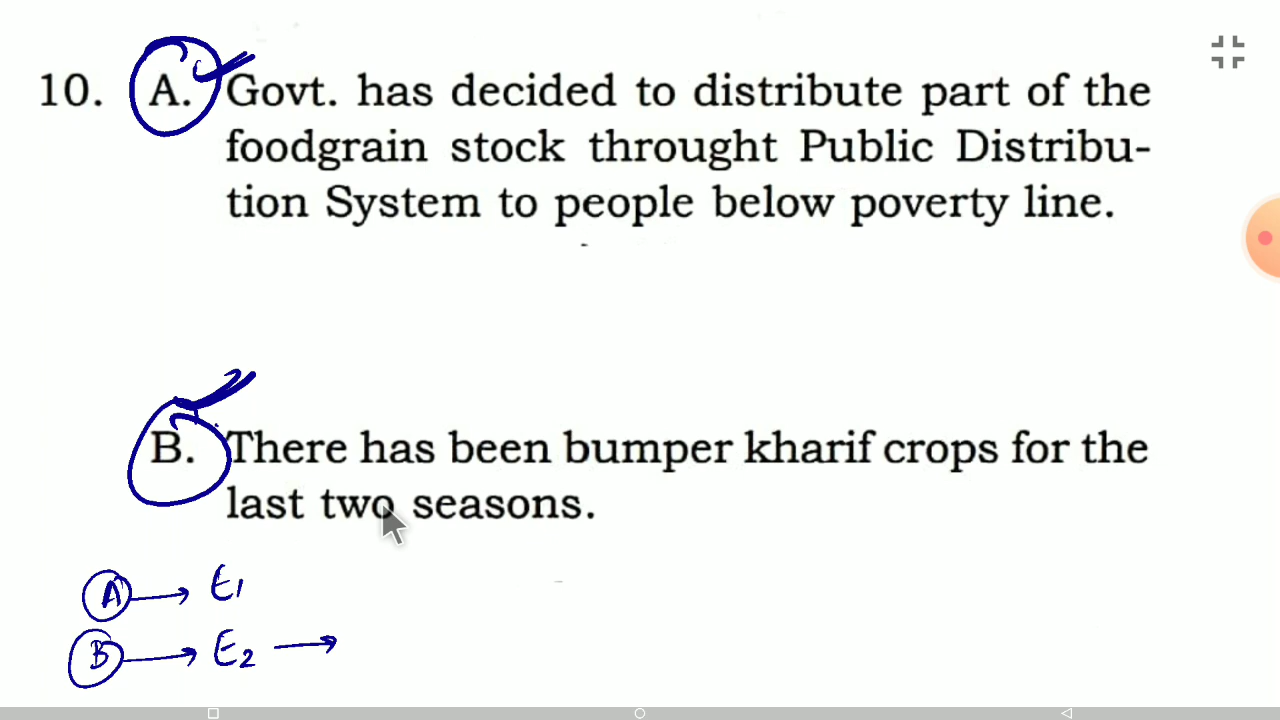 10. A. Govt. has decided to distribute part of the
foodgrain stock throught Public Distribu-
tion System to people below poverty line.
B. There has been bumper kharif crops for the
last two seasons.
A → E1
B → E2 →